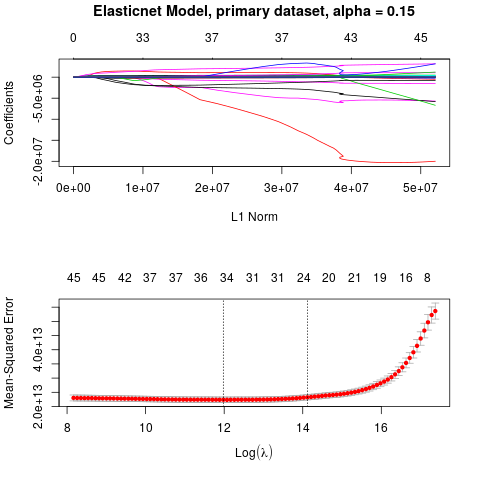 Elasticnet Model, primary dataset, alpha = 0.15
0 33 37 37 43 45
Coefficients
-5.0e+06
-2.0e+07
0e+00 1e+07 2e+07 3e+07 4e+07 5e+07
L1 Norm
45 45 42 37 37 36 34 31 31 24 20 21 19 16 8
Mean-Squared Error
4.0e+13
2.0e+13
8 10 12 14 16
Log(λ)